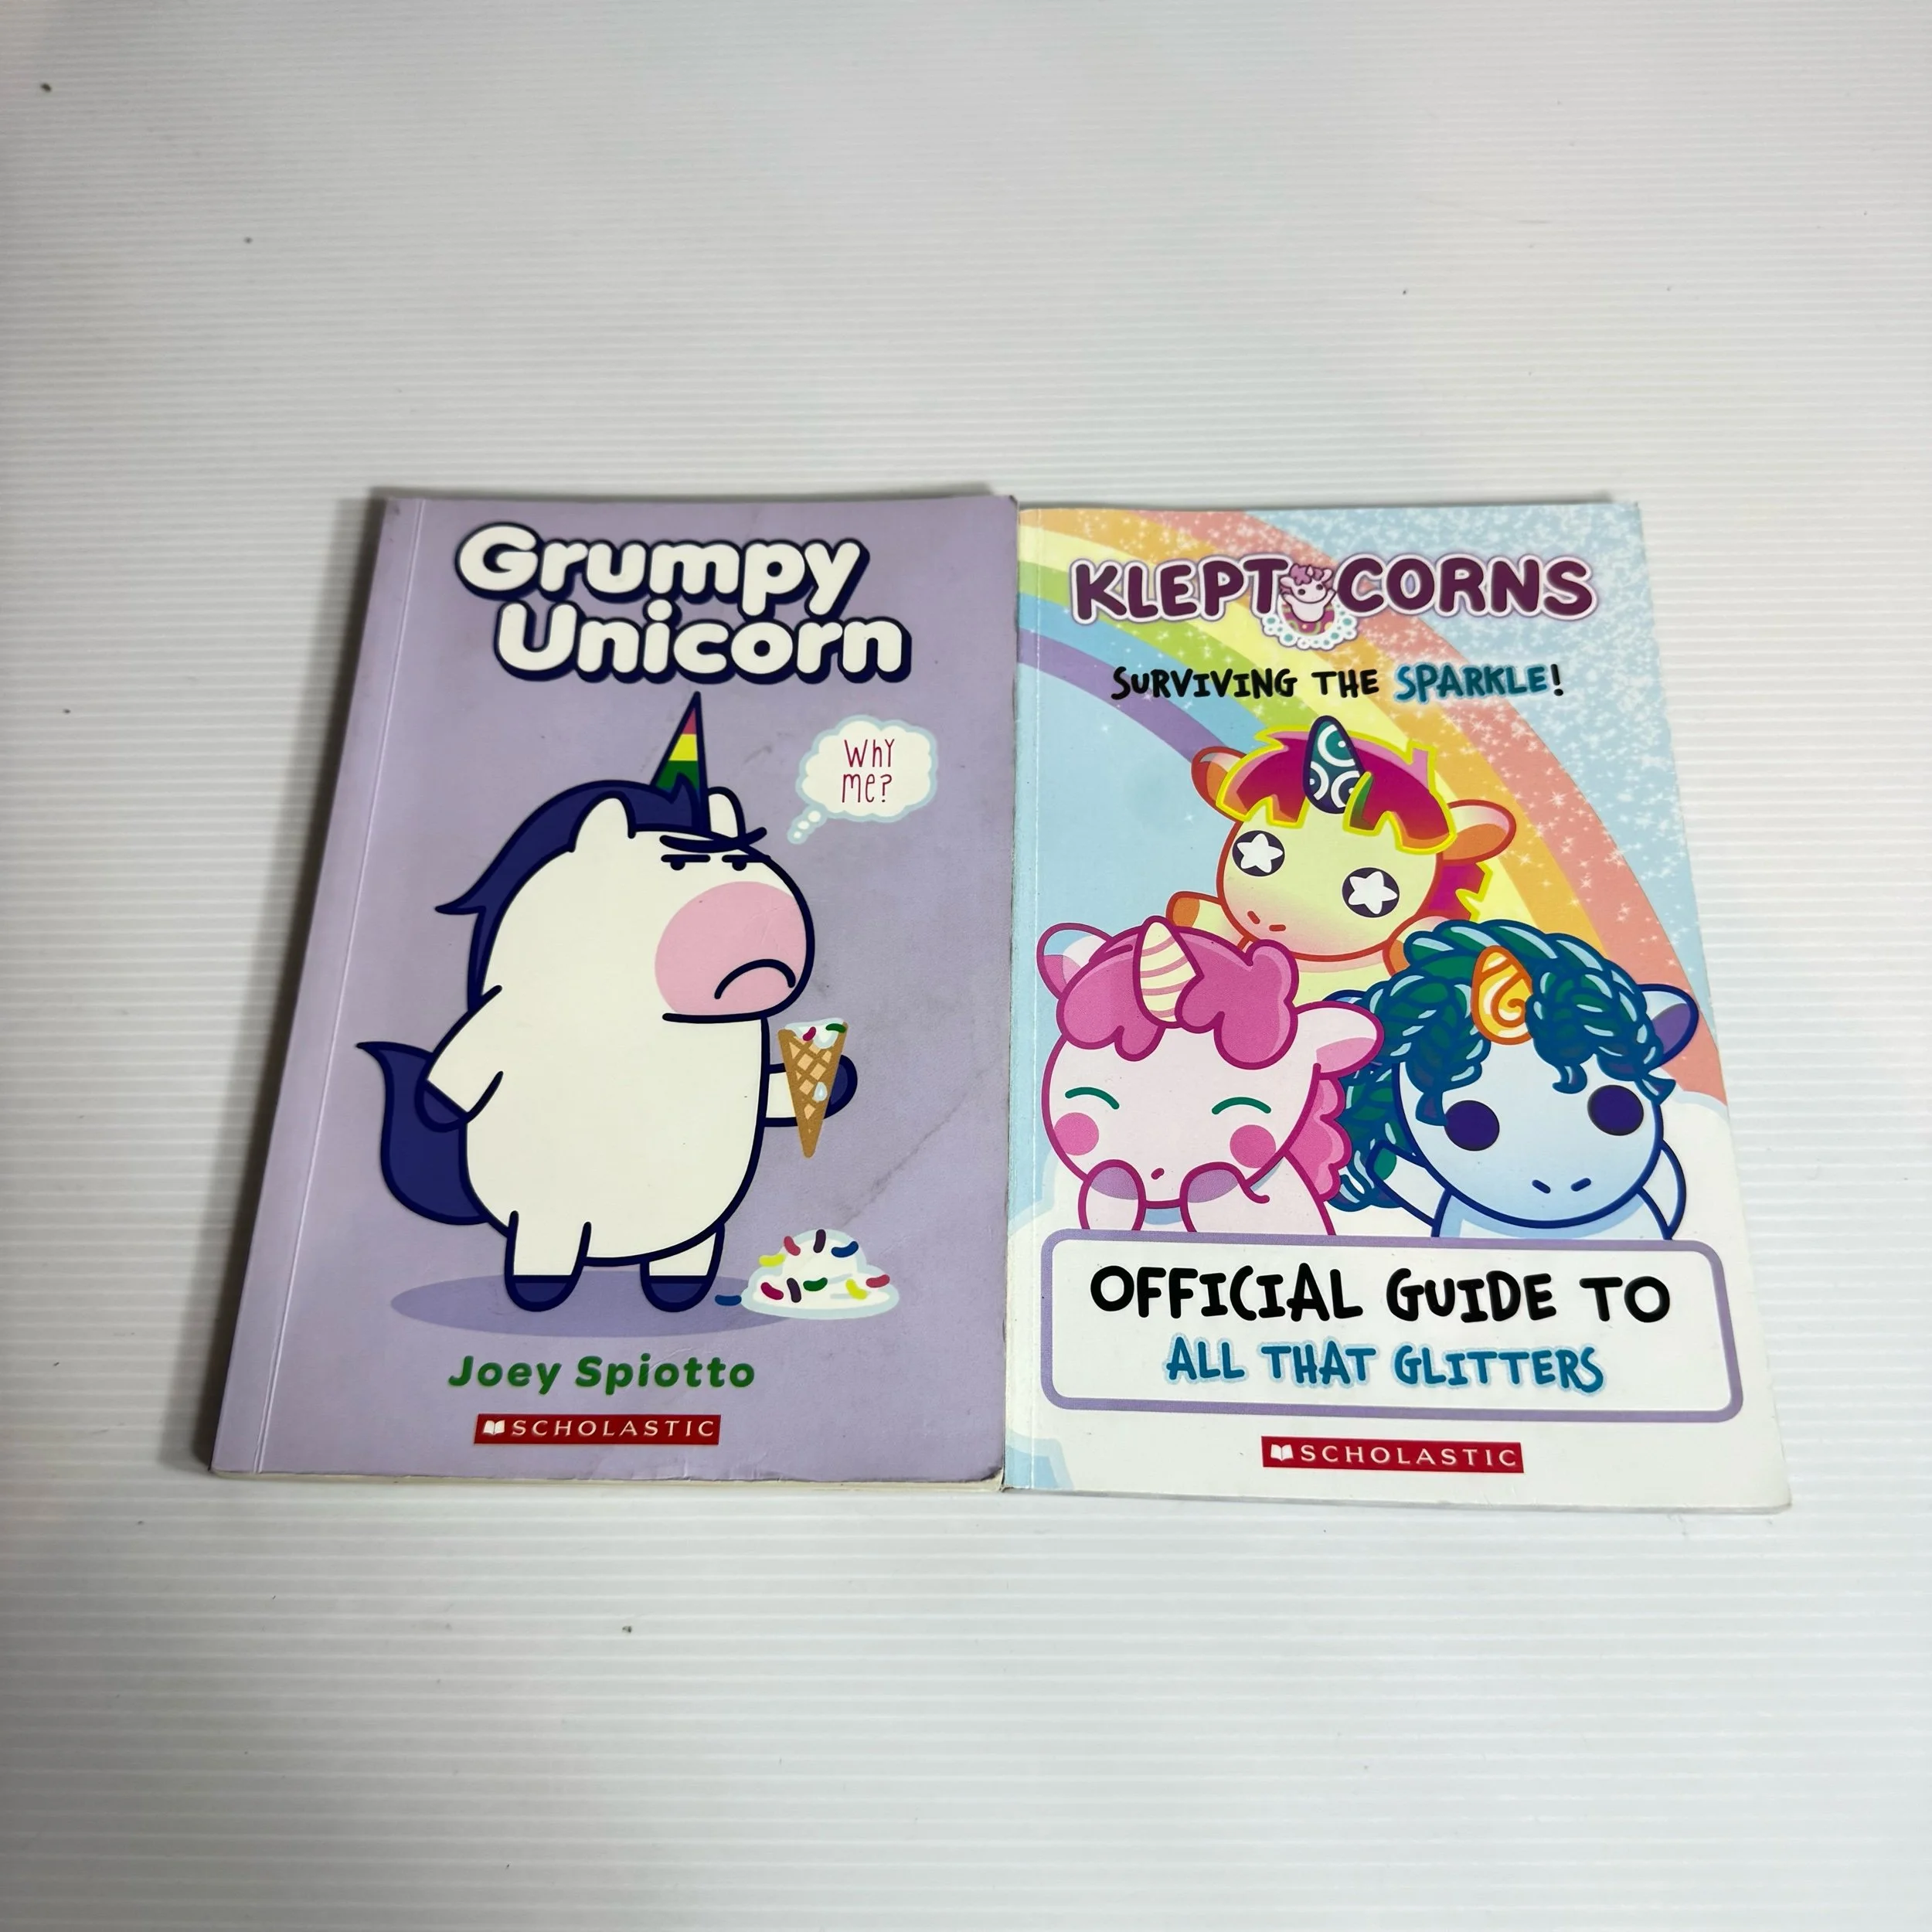 Grumpy
Unicorn
Why
me?
Joey Spiotto
SCHOLASTIC
KLEPTOCORNS
SURVIVING THE SPARKLE!
OFFICIAL GUIDE TO
ALL THAT GLITTERS
SCHOLASTIC